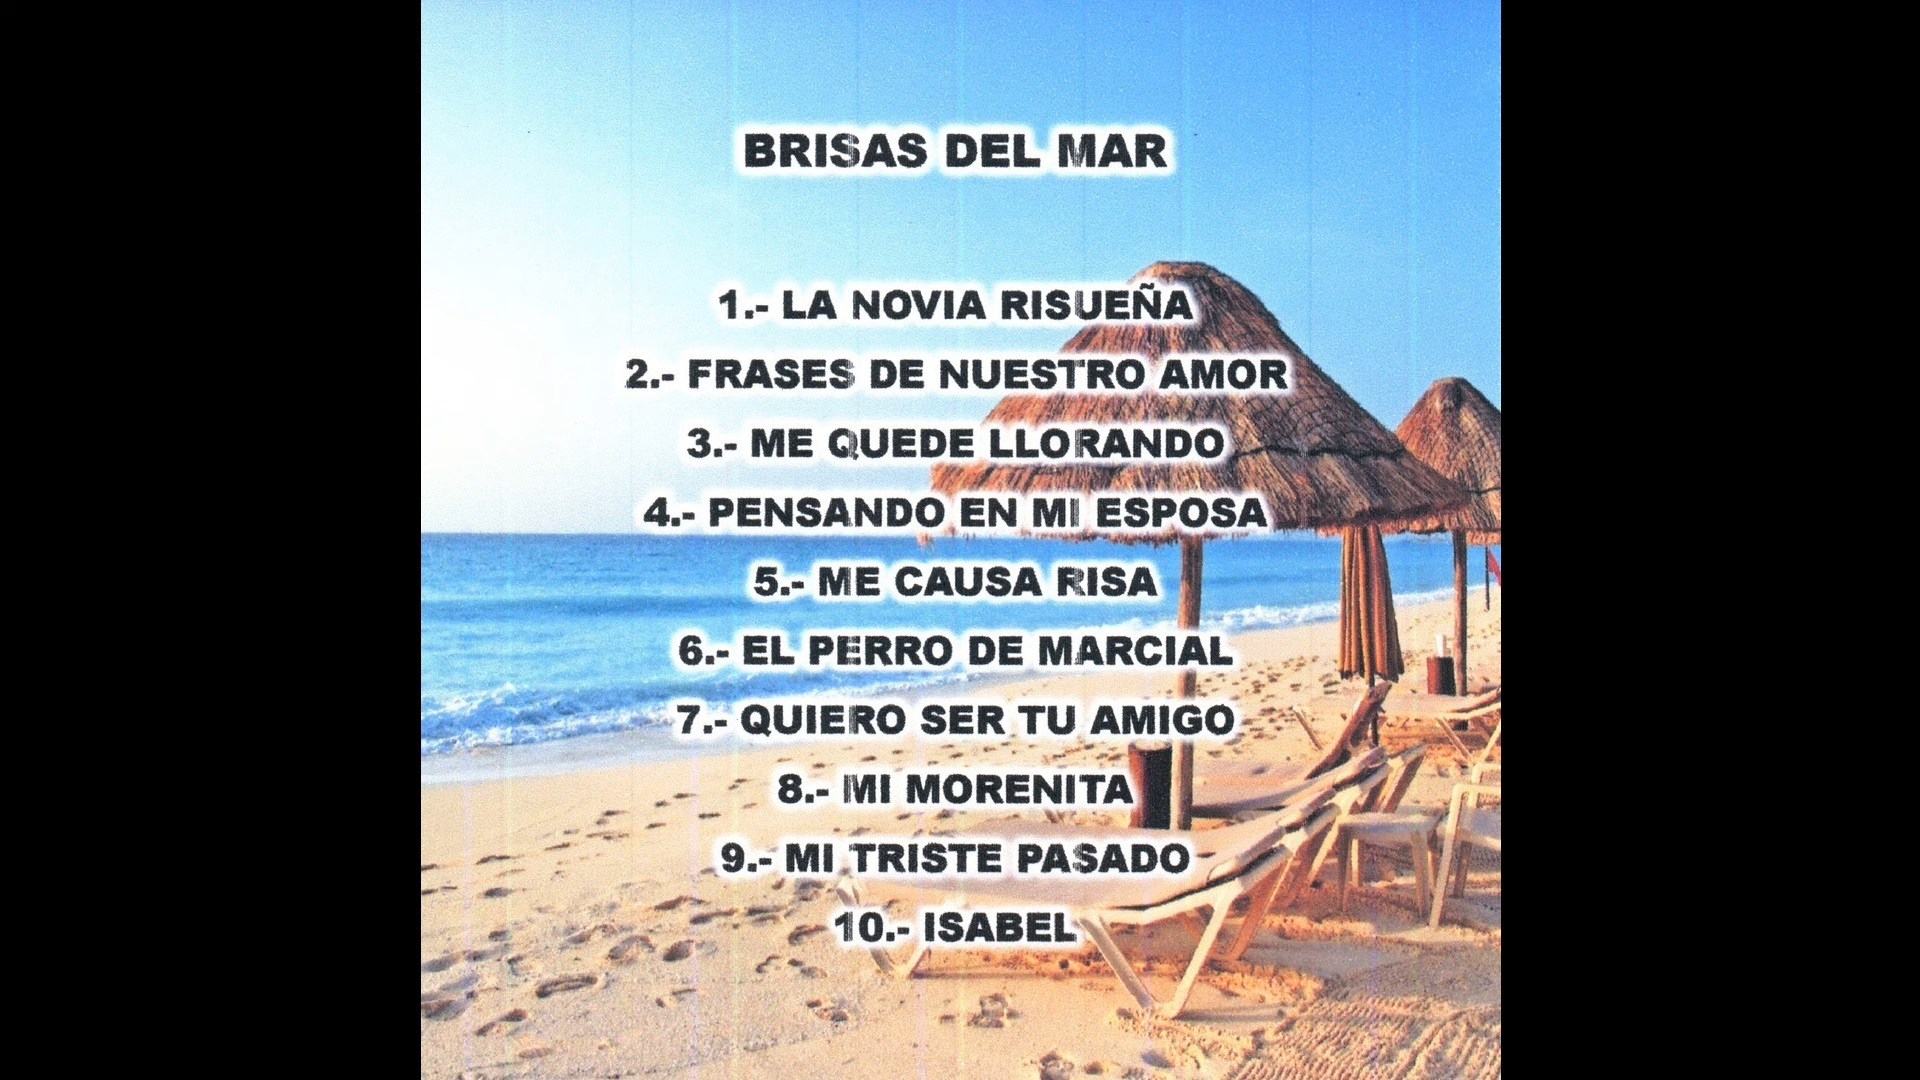 BRISAS DEL MAR
1.- LA NOVIA RISUEÑA
2.- FRASES DE NUESTRO AMOR
3.- ME QUEDE LLORANDO
4.- PENSANDO EN MI ESPOSA
5.- ME CAUSA RISA
6.- EL PERRO DE MARCIAL
7.- QUIERO SER TU AMIGO
8.- MI MORENITA
9.- MI TRISTE PASADO
10.- ISABEL